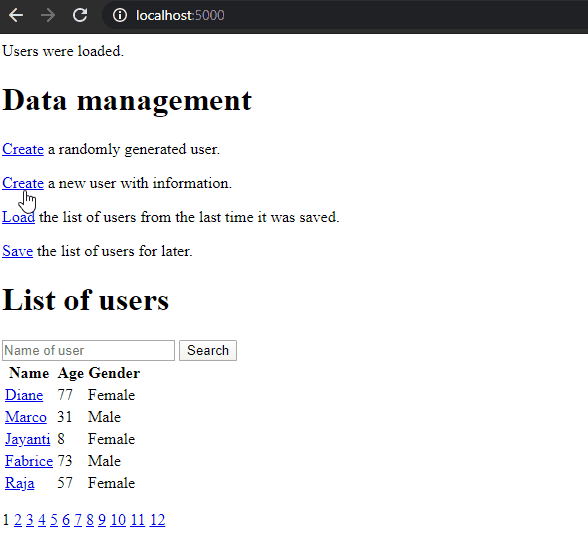 localhost:5000
Users were loaded.
Data management
Create a randomly generated user.
Create a new user with information.
Load the list of users from the last time it was saved.
Save the list of users for later.
List of users
Name of user Search
Name Age Gender
Diane 77 Female
Marco 31 Male
Jayanti 8 Female
Fabrice 73 Male
Raja 57 Female
1 2 3 4 5 6 7 8 9 10 11 12